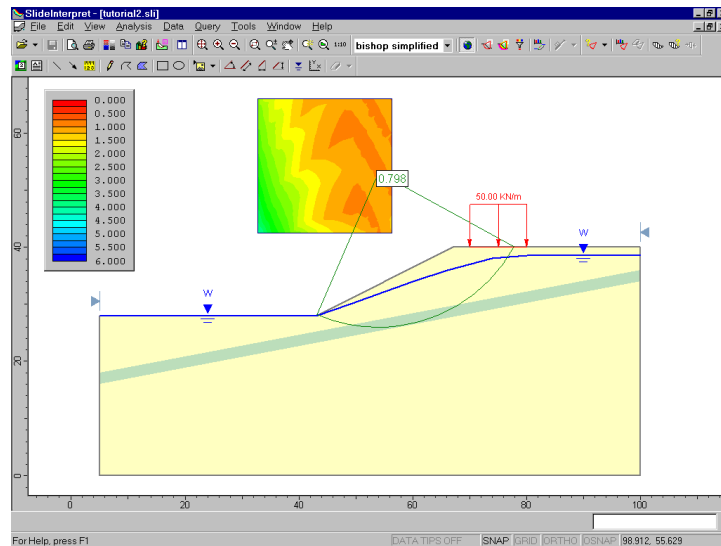 SlideInterpret - [tutorial2.sli]
File Edit View Analysis Data Query Tools Window Help
1:10 bishop simplified
0.000
0.500
1.000
1.500
2.000
2.500
3.000
3.500
4.000
4.500
5.000
5.500
6.000
0.798
50.00 KN/m
W
W
60
40
20
0
0 20 40 60 80 100
For Help, press F1 DATA TIPS OFF SNAP GRID ORTHO OSNAP 98.912, 55.629